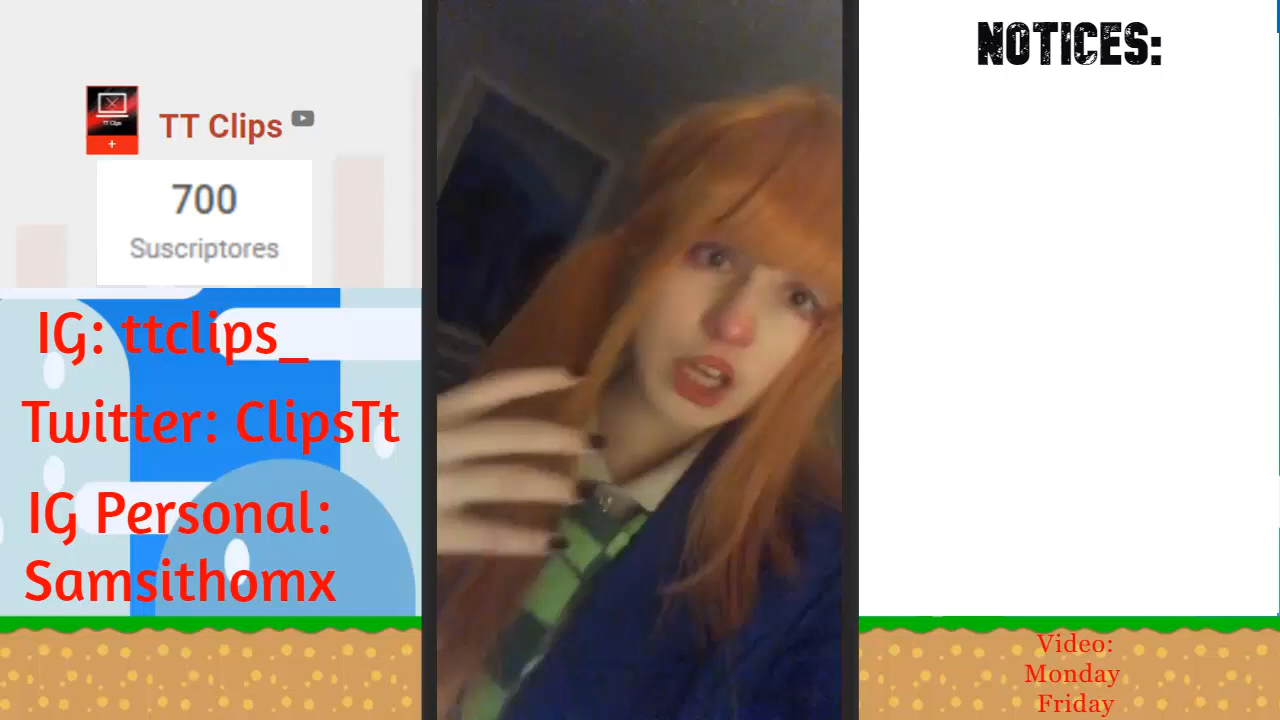 TT Clips
700
Suscriptores
IG: ttclips_
Twitter: ClipsTt
IG Personal:
Samsithomx
NOTICES:
Video:
Monday
Friday